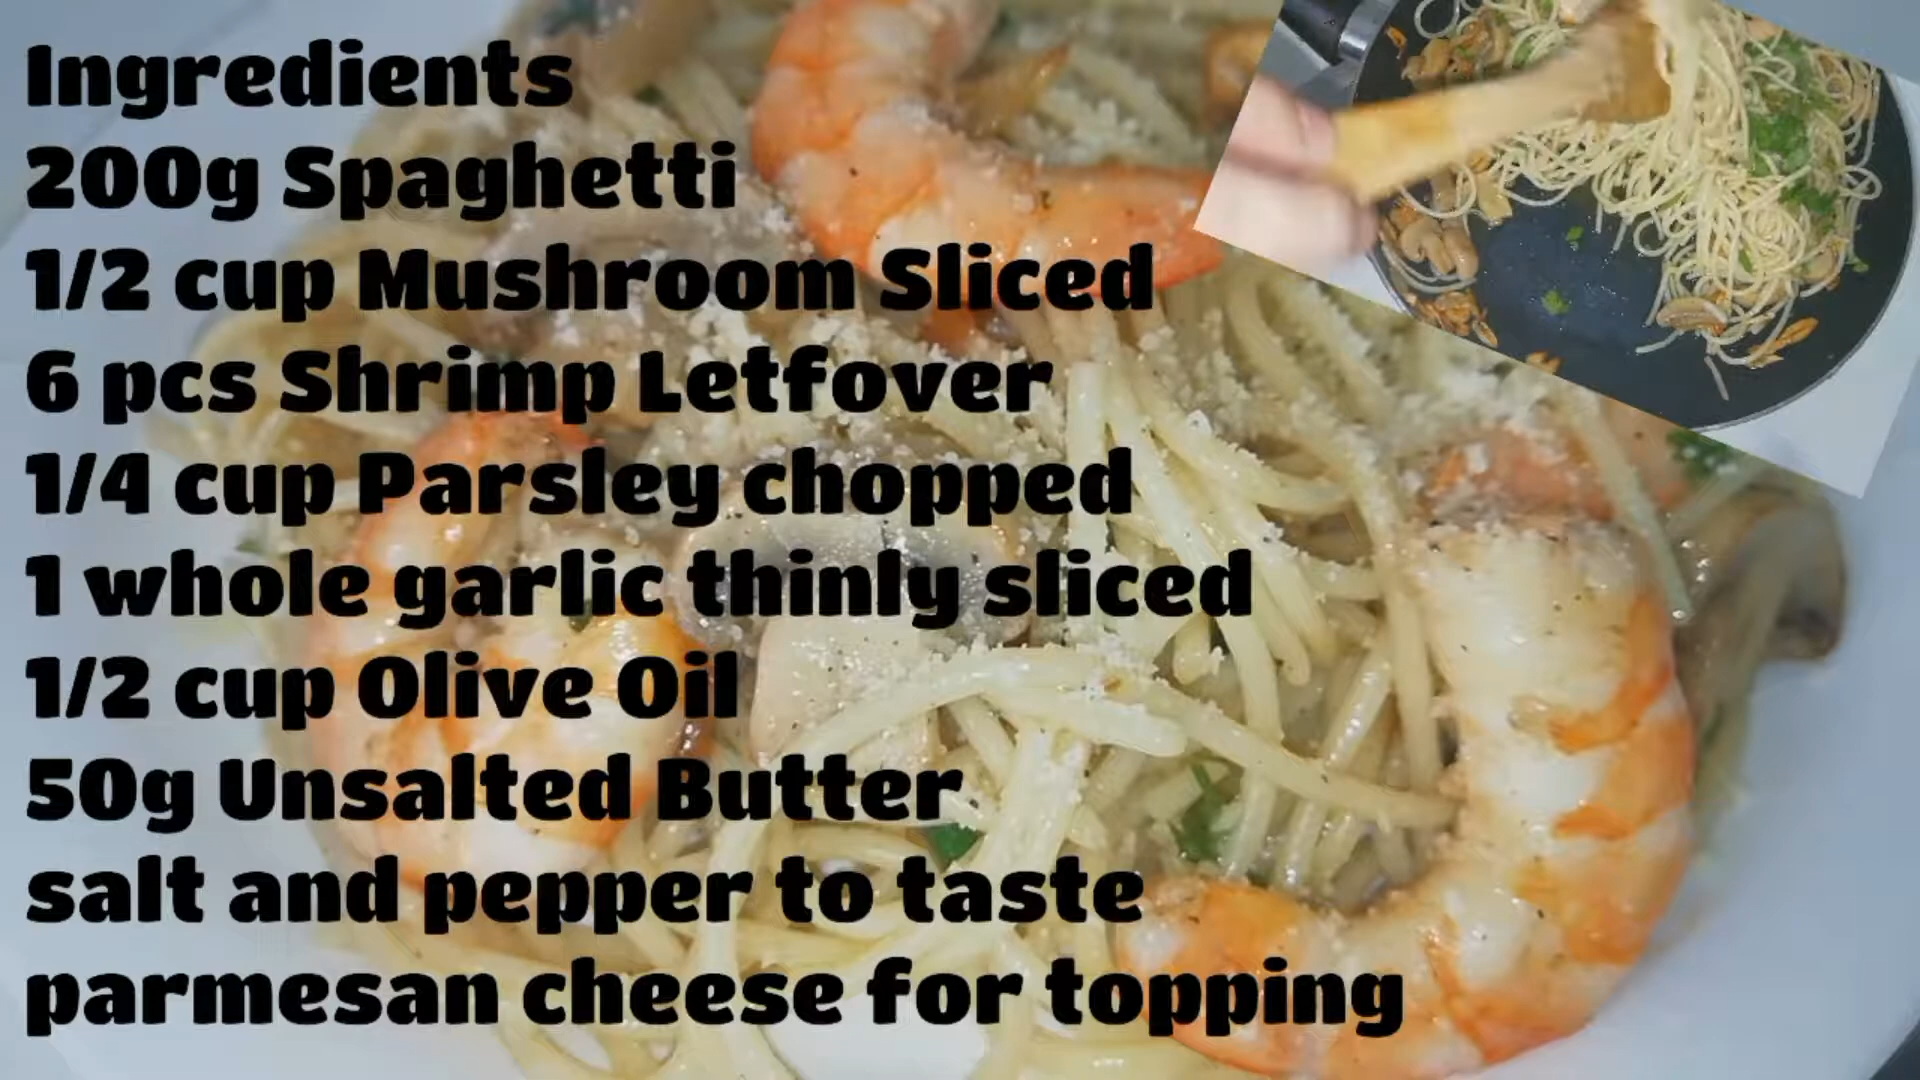 Ingredients
200g Spaghetti
1/2 cup Mushroom Sliced
6 pcs Shrimp Letfover
1/4 cup Parsley chopped
1 whole garlic thinly sliced
1/2 cup Olive Oil
50g Unsalted Butter
salt and pepper to taste
parmesan cheese for topping